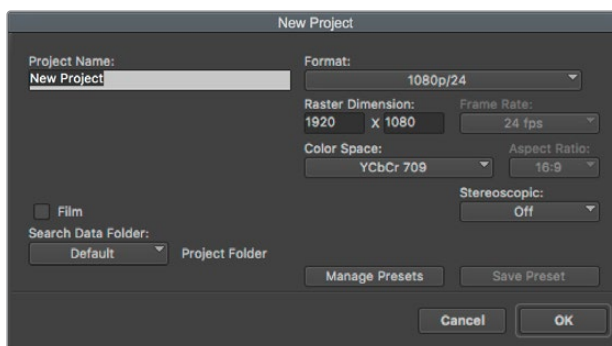 New Project
Project Name:
New Project
Format:
1080p/24
Raster Dimension:
1920 x 1080
Frame Rate:
24 fps
Color Space:
YCbCr 709
Aspect Ratio:
16:9
Stereoscopic:
Off
Film
Search Data Folder:
Default
Project Folder
Manage Presets
Save Preset
Cancel
OK